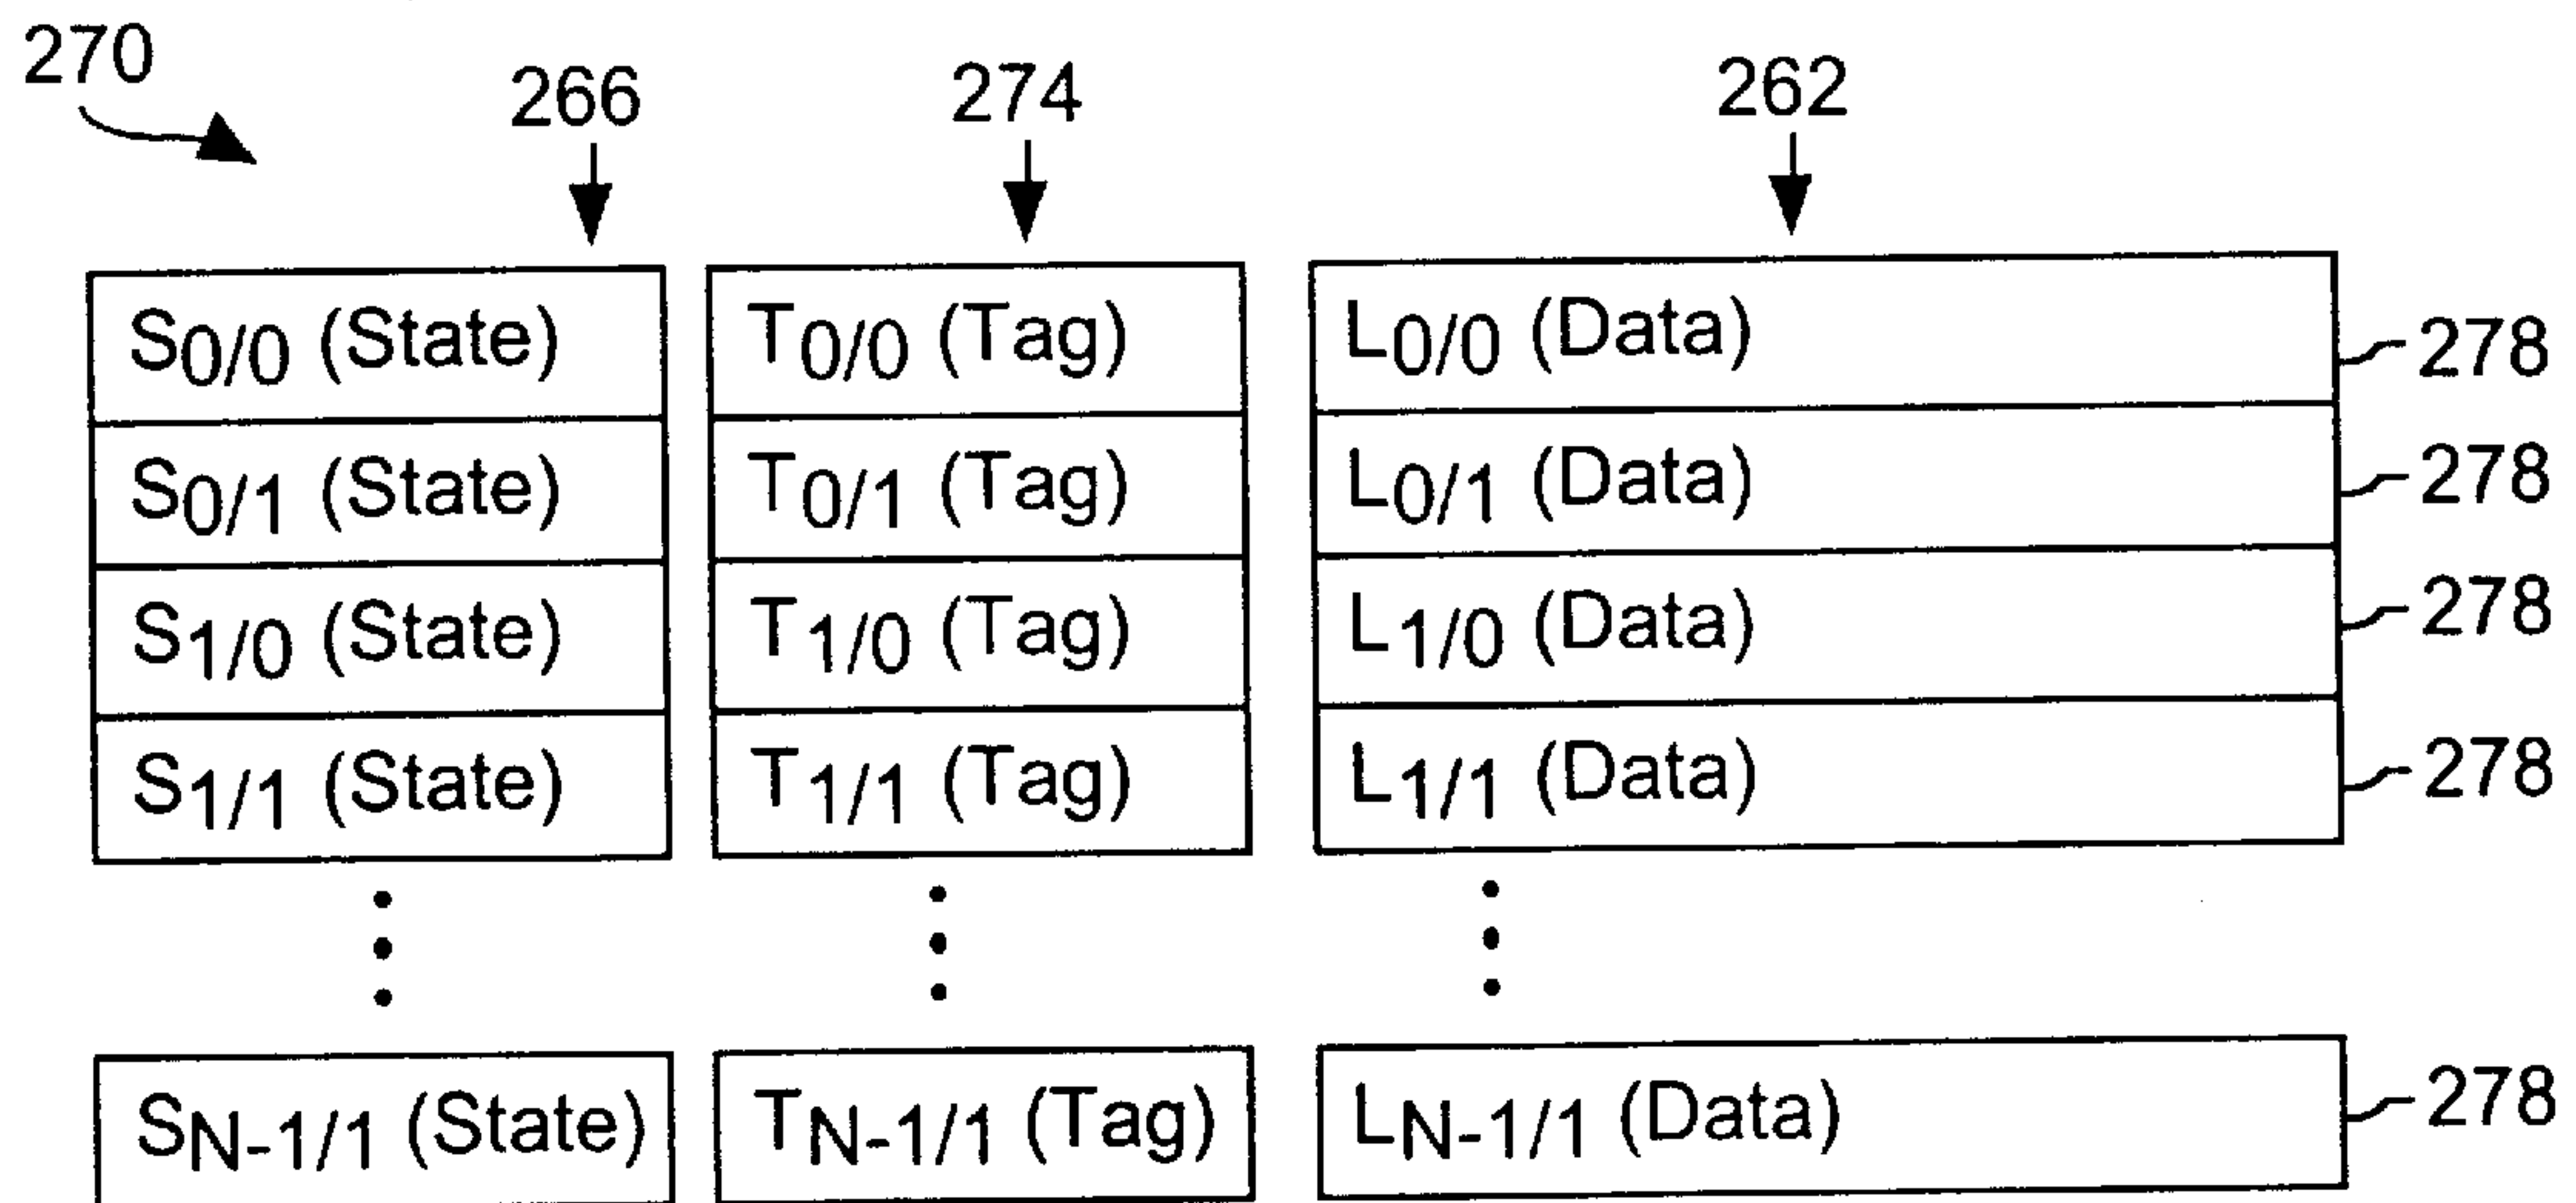 270
266 274 262
S0/0 (State) T0/0 (Tag) L0/0 (Data) 278
S0/1 (State) T0/1 (Tag) L0/1 (Data) 278
S1/0 (State) T1/0 (Tag) L1/0 (Data) 278
S1/1 (State) T1/1 (Tag) L1/1 (Data) 278
SN-1/1 (State) TN-1/1 (Tag) LN-1/1 (Data) 278